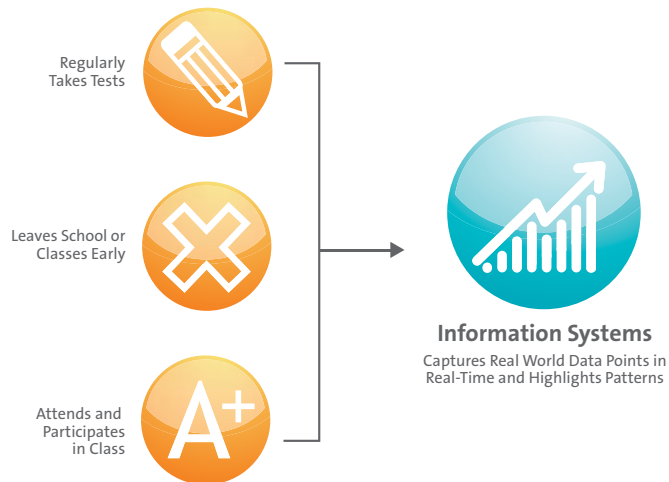 Regularly
Takes Tests
Leaves School or
Classes Early
Attends and
Participates
in Class
A+
Information Systems
Captures Real World Data Points in
Real-Time and Highlights Patterns